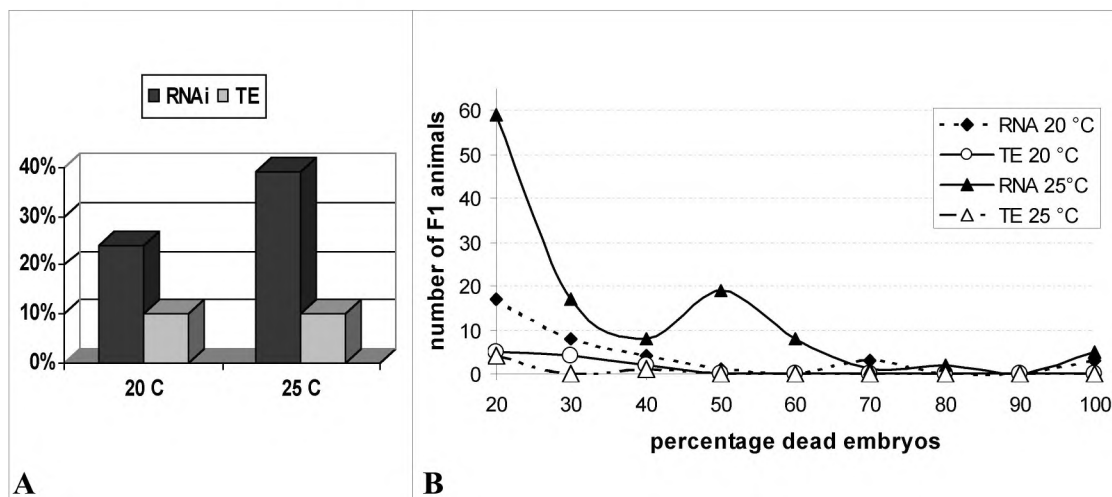 RNAi TE
40%
30%
20%
10%
0%
20 C 25 C
A
number of F1 animals
60
50
40
30
20
10
0
20 30 40 50 60 70 80 90 100
percentage dead embryos
RNA 20 °C
TE 20 °C
RNA 25°C
TE 25 °C
B